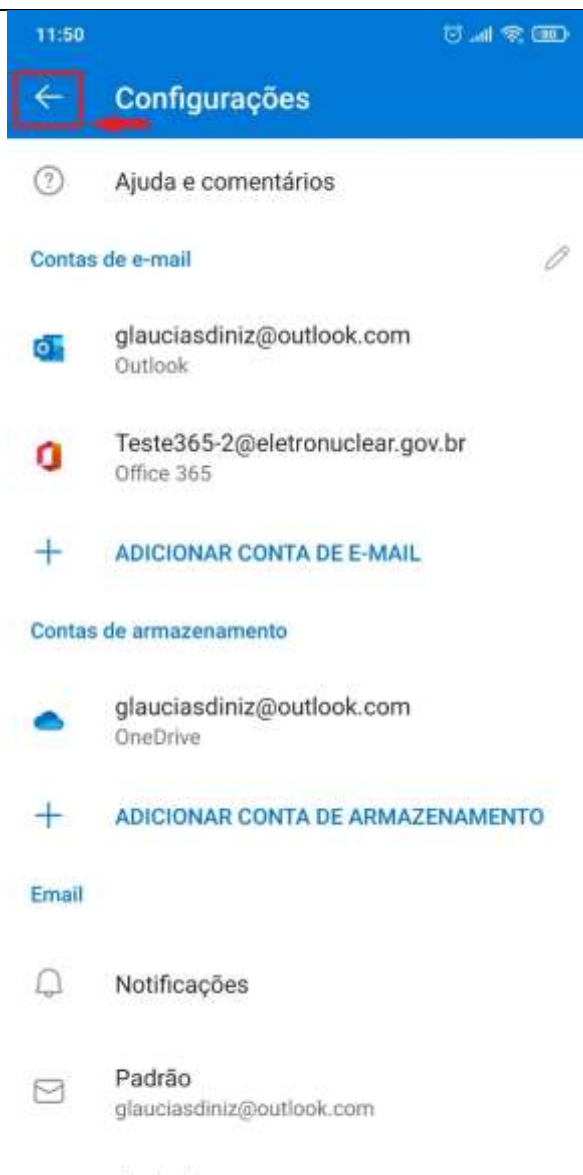 11:50
80
Configurações
Ajuda e comentários
Contas de e-mail
glauciasdiniz@outlook.com
Outlook
Teste365-2@eletronuclear.gov.br
Office 365
ADICIONAR CONTA DE E-MAIL
Contas de armazenamento
glauciasdiniz@outlook.com
OneDrive
ADICIONAR CONTA DE ARMAZENAMENTO
Email
Notificações
Padrão
glauciasdiniz@outlook.com